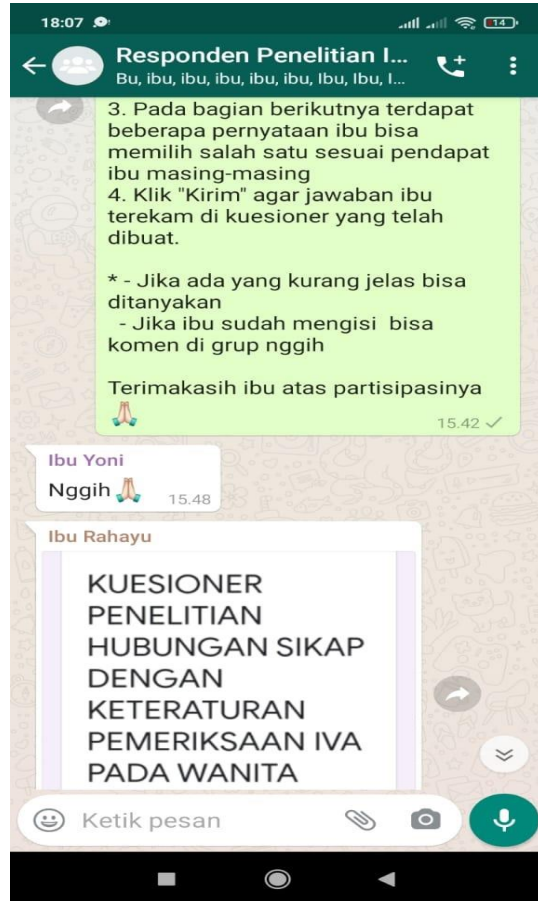 18:07
14
Responden Penelitian I...
Bu, ibu, ibu, ibu, ibu, ibu, Ibu, Ibu, I...
3. Pada bagian berikutnya terdapat
beberapa pernyataan ibu bisa
memilih salah satu sesuai pendapat
ibu masing-masing
4. Klik "Kirim" agar jawaban ibu
terekam di kuesioner yang telah
dibuat.
* - Jika ada yang kurang jelas bisa
ditanyakan
- Jika ibu sudah mengisi bisa
komen di grup nggih
Terimakasih ibu atas partisipasinya
🙏🏻
15.42
Ibu Yoni
Nggih 🙏🏻
15.48
Ibu Rahayu
KUESIONER
PENELITIAN
HUBUNGAN SIKAP
DENGAN
KETERATURAN
PEMERIKSAAN IVA
PADA WANITA
Ketik pesan